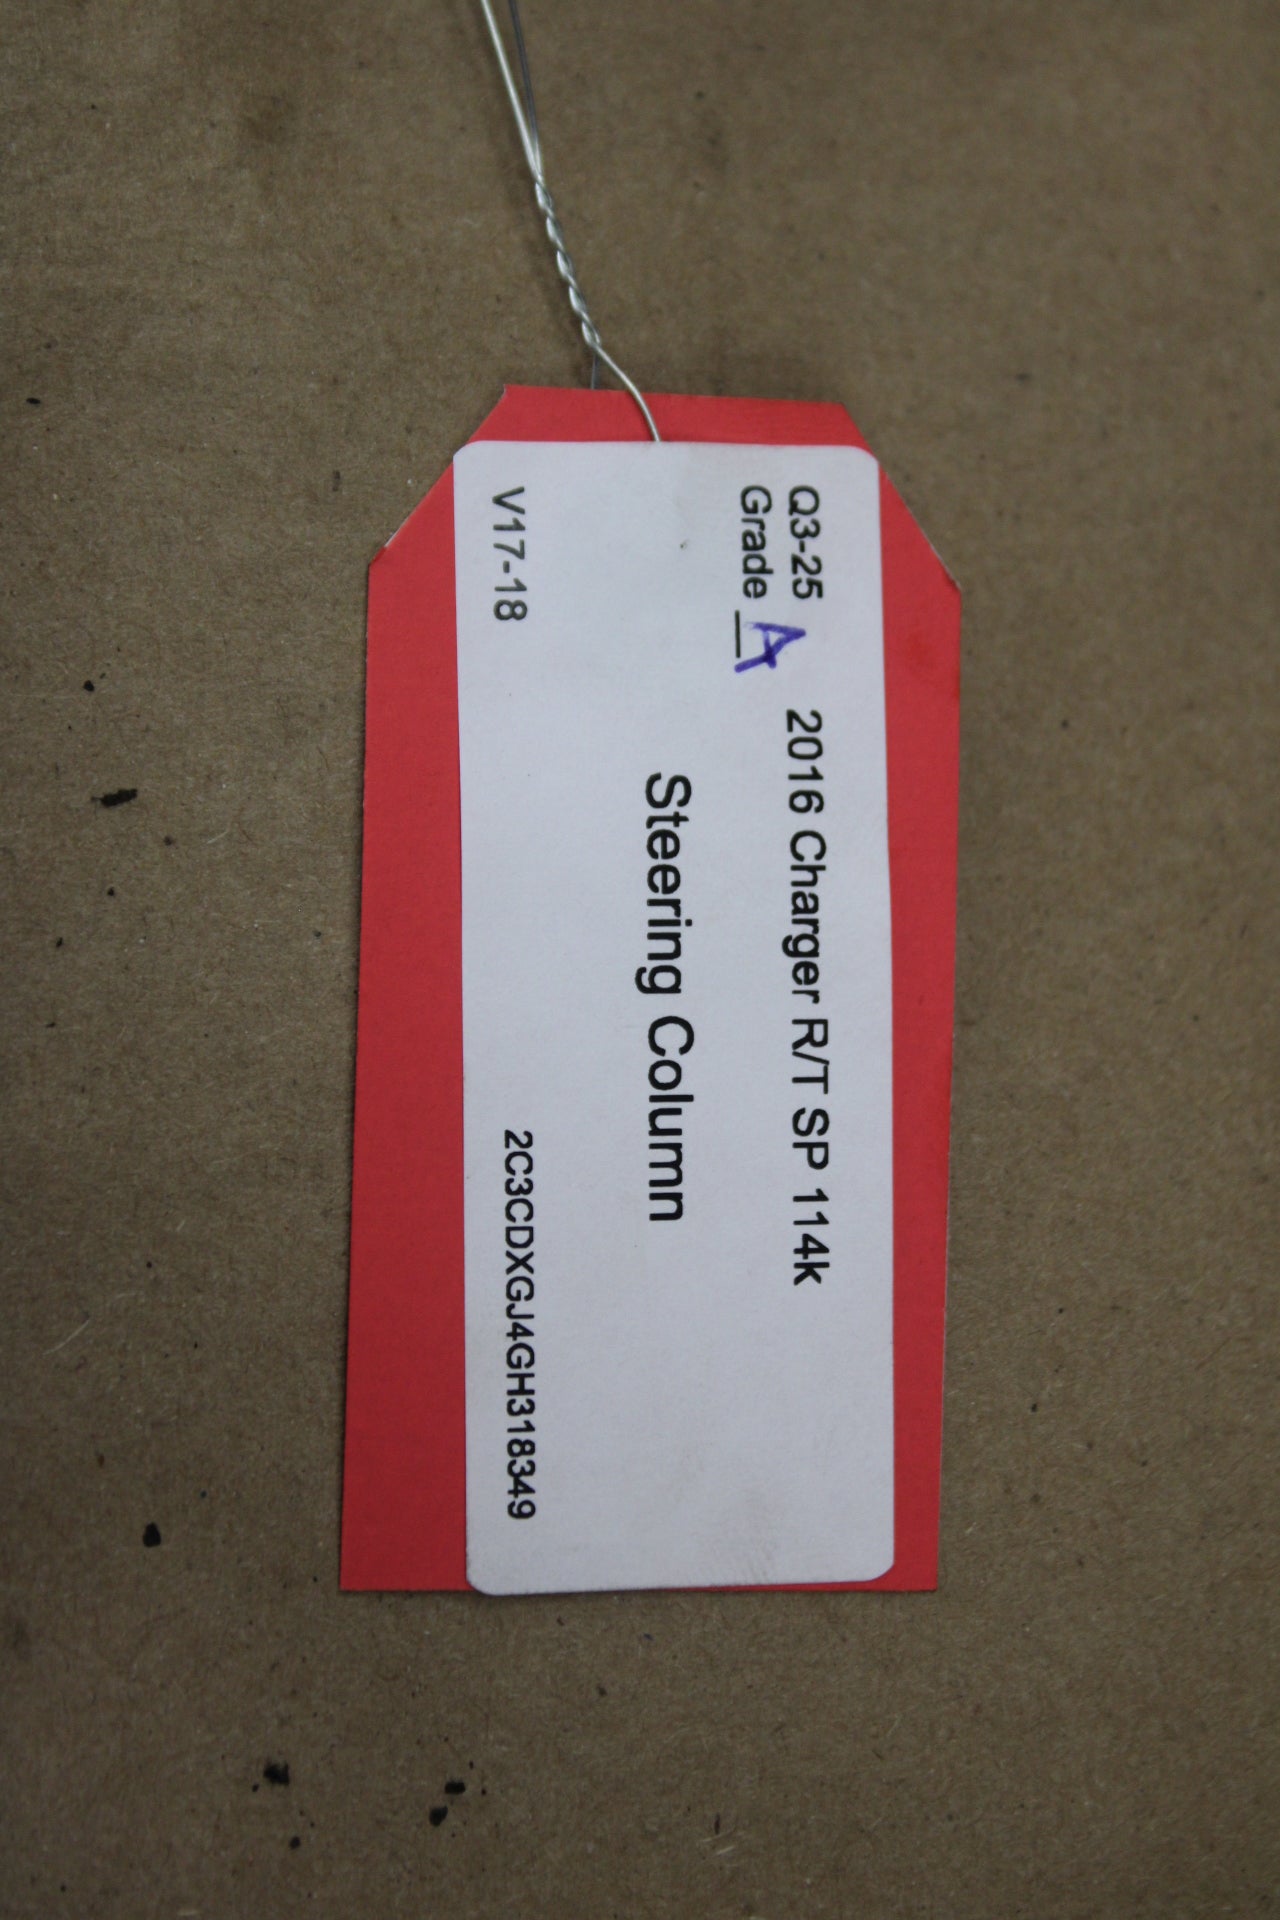 Q3-25 2016 Charger R/T SP 114k
Grade A
Steering Column
V17-18 2C3CDXGJ4GH318349